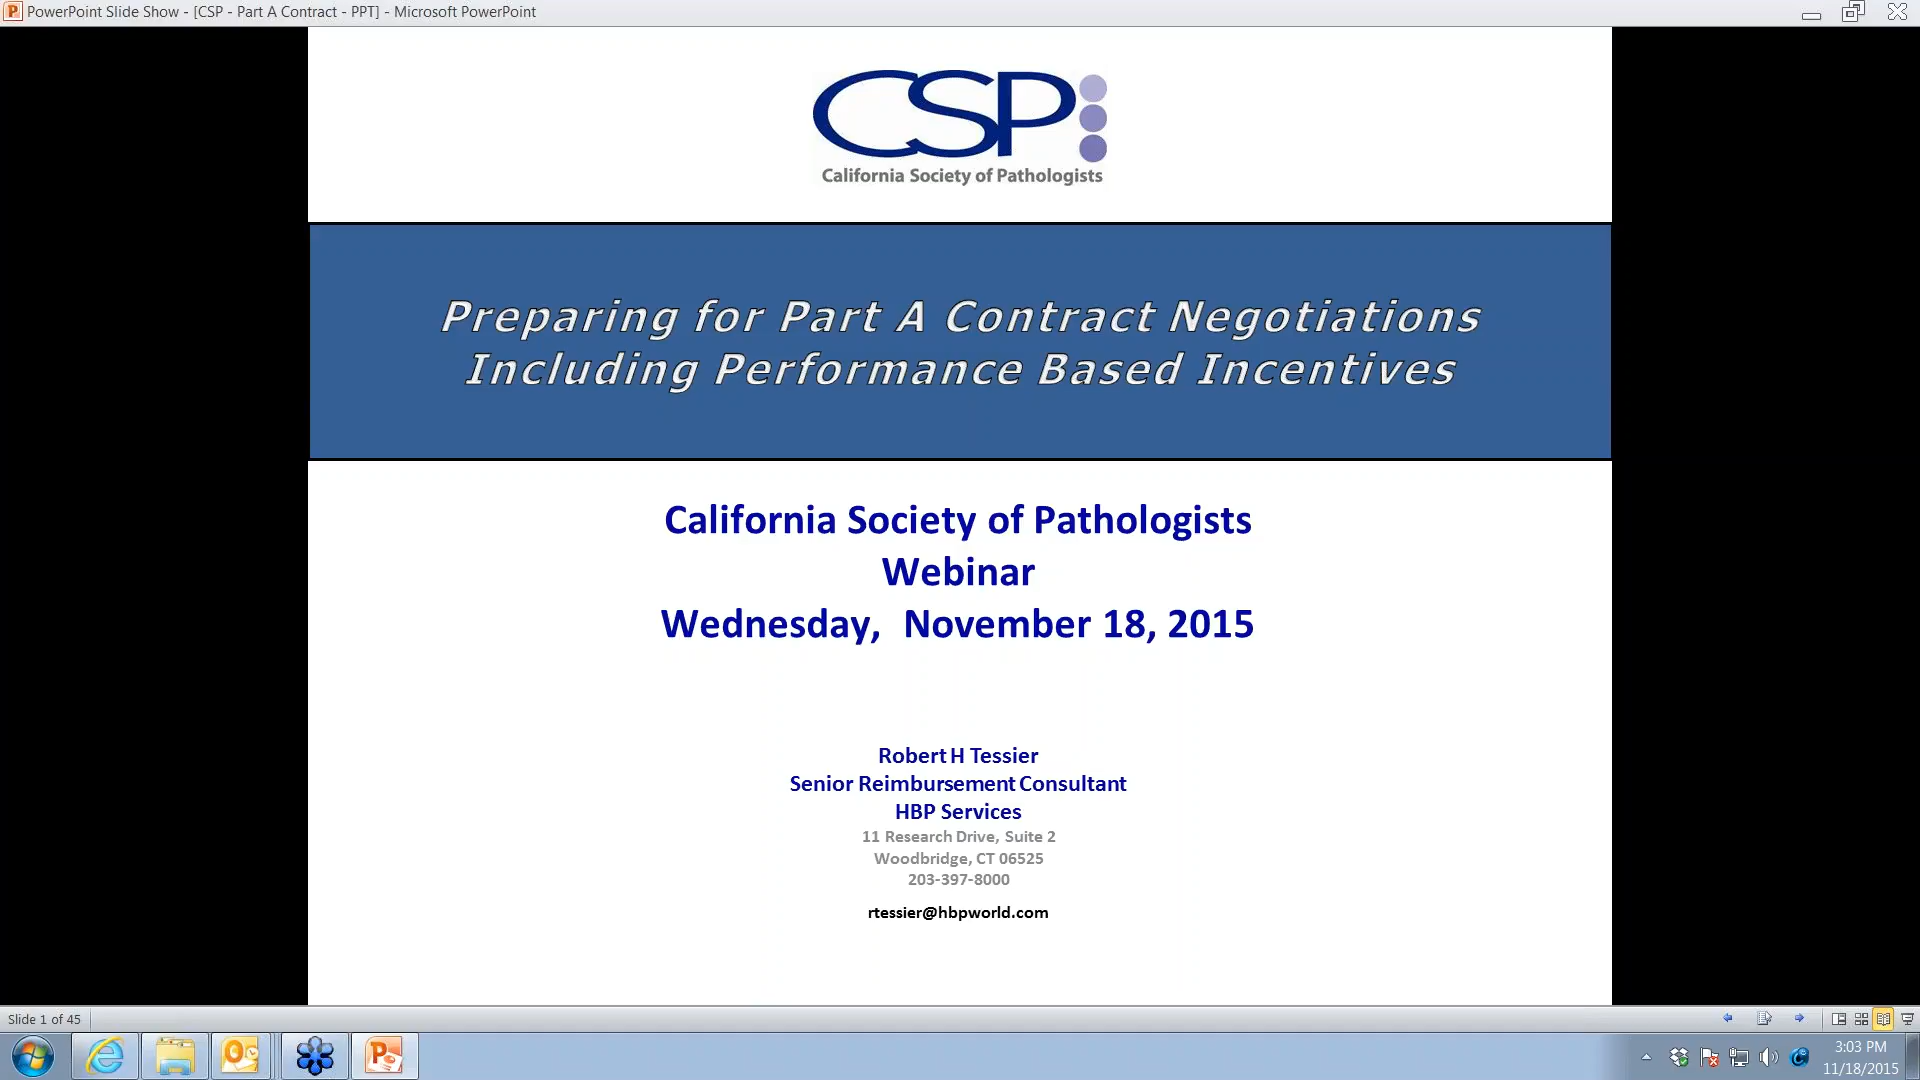 PowerPoint Slide Show - [CSP - Part A Contract - PPT] - Microsoft PowerPoint
CSP
California Society of Pathologists
Preparing for Part A Contract Negotiations
Including Performance Based Incentives
California Society of Pathologists
Webinar
Wednesday, November 18, 2015
Robert H Tessier
Senior Reimbursement Consultant
HBP Services
11 Research Drive, Suite 2
Woodbridge, CT 06525
203-397-8000
rtessier@hbpworld.com
Slide 1 of 45
3:03 PM
11/18/2015